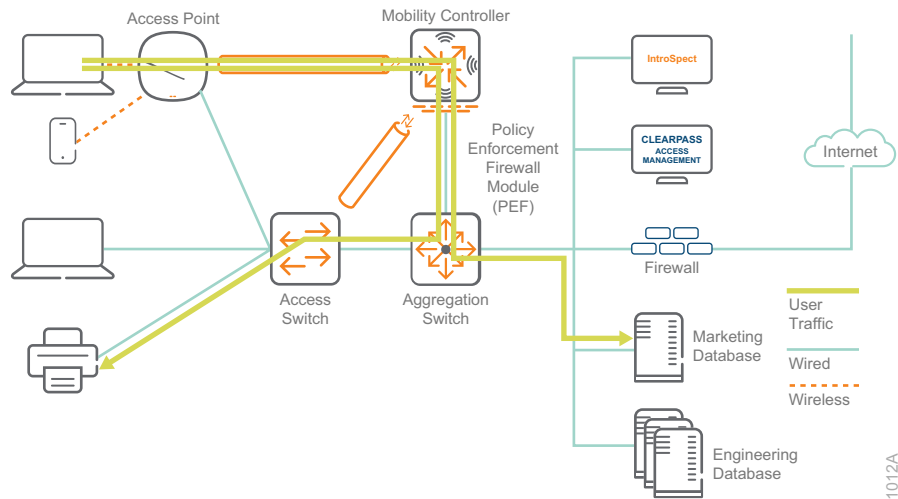 Access Point
Mobility Controller
IntroSpect
CLEARPASS
ACCESS
MANAGEMENT
Internet
Policy
Enforcement
Firewall
Module
(PEF)
Firewall
Access
Switch
Aggregation
Switch
Marketing
Database
Engineering
Database
User
Traffic
Wired
Wireless
1012A